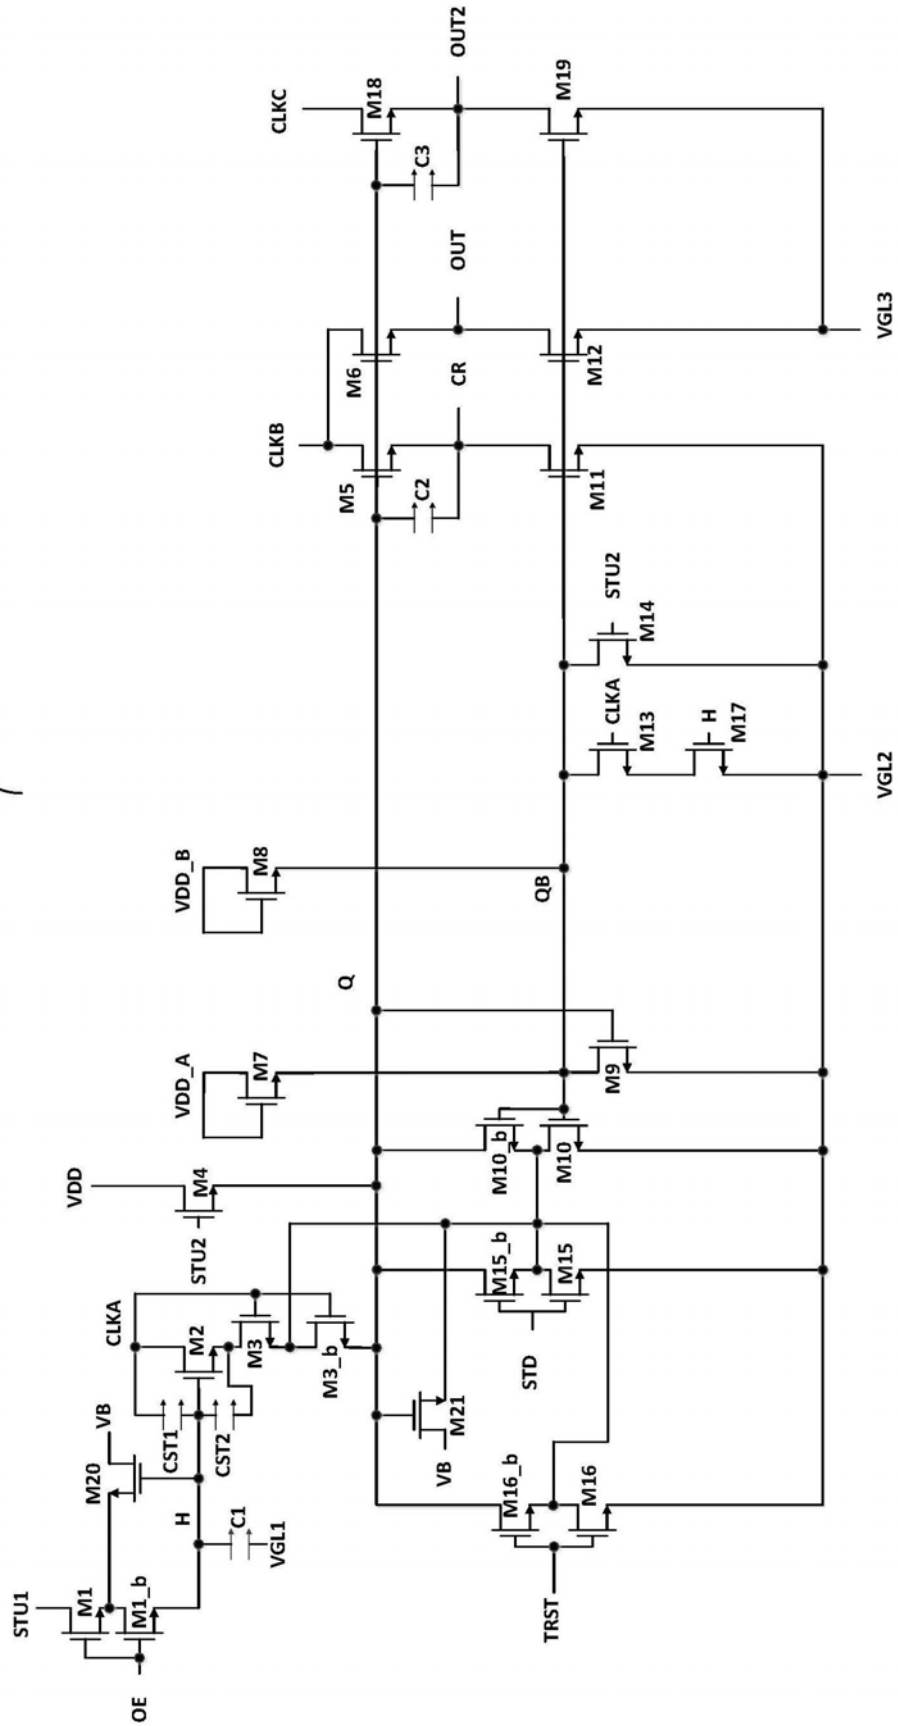 STU1
VDD
M1
M20
VB
CLKA
OE
M1_b
CST1
H
VDD_A
VDD_B
M2
STU2
M4
CST2
C1
M3
M7
M8
VGL1
CLKB
CLKC
M3_b
Q
M5
M6
M18
C2
C3
VB
M21
CR
OUT
OUT2
M15_b
M10_b
M16_b
STD
QB
TRST
M15
M10
M19
M16
M11
M12
M9
CLKA
STU2
M13
M14
H
M17
VGL2
VGL3